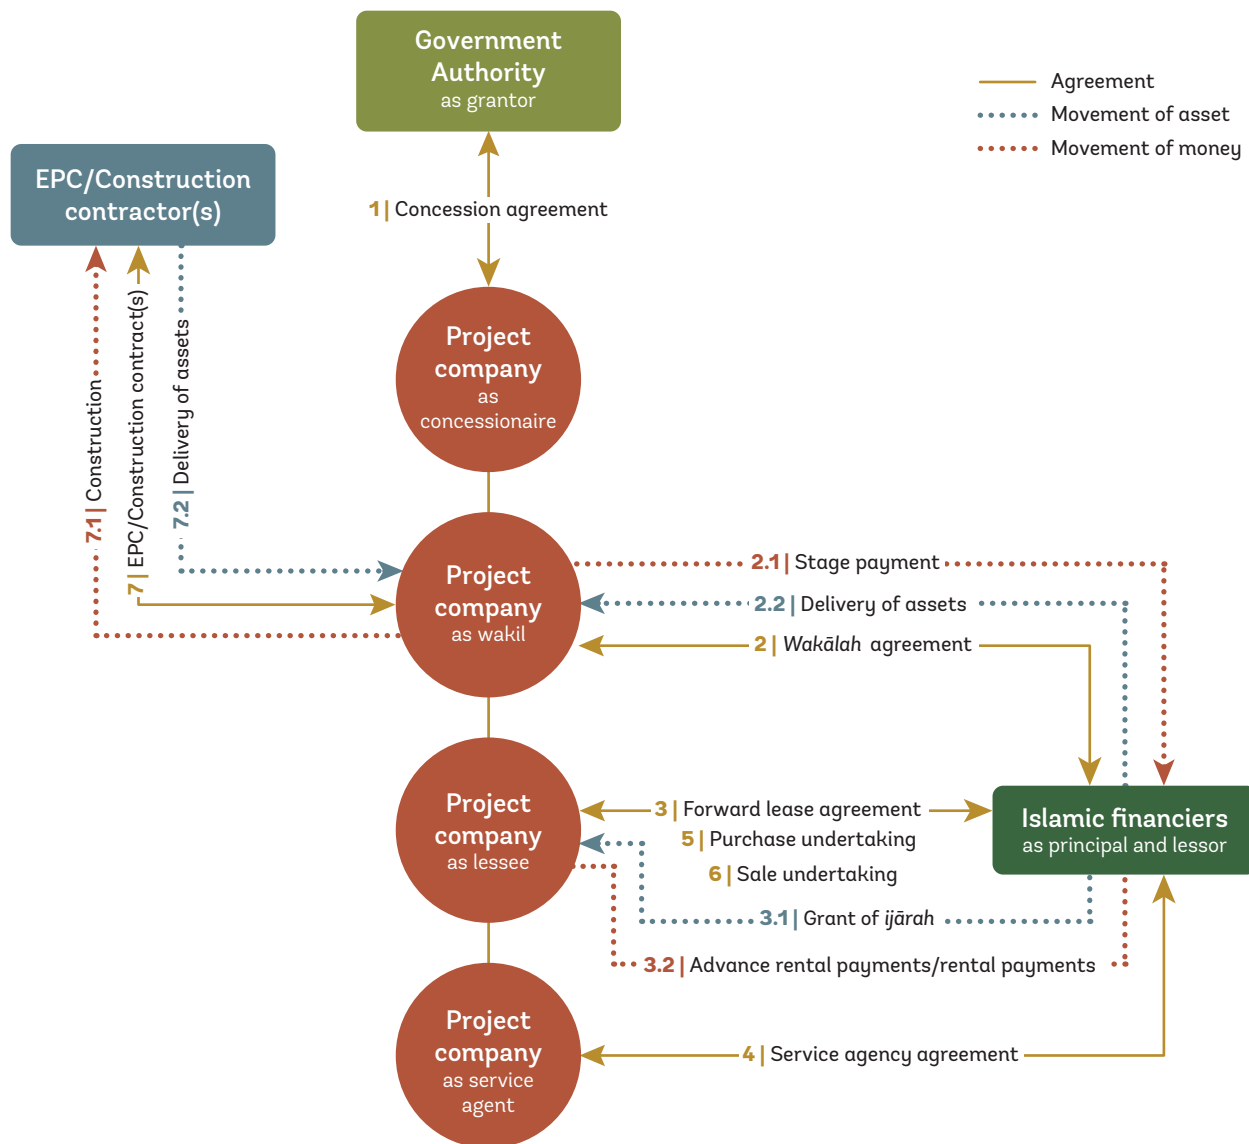 Government
Authority
as grantor
Agreement
Movement of asset
Movement of money
EPC/Construction
contractor(s)
1 | Concession agreement
Project
company
as
concessionaire
7.1 | Construction
7 | EPC/Construction contract(s)
7.2 | Delivery of assets
Project
company
as wakil
2.1 | Stage payment
2.2 | Delivery of assets
2 | Wakālah agreement
Project
company
as lessee
3 | Forward lease agreement
5 | Purchase undertaking
6 | Sale undertaking
3.1 | Grant of ijārah
3.2 | Advance rental payments/rental payments
Islamic financiers
as principal and lessor
Project
company
as service
agent
4 | Service agency agreement